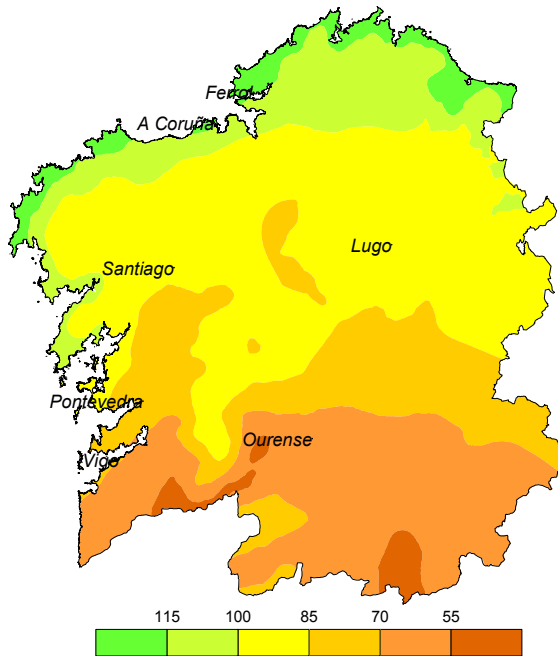 Ferrol
A Coruña
Lugo
Santiago
Pontevedra
Ourense
Vigo
115 100 85 70 55